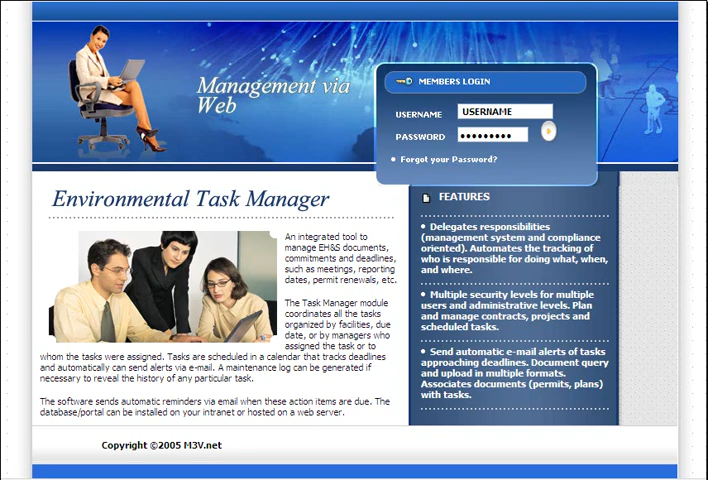 Management via
Web
MEMBERS LOGIN
USERNAME USERNAME
PASSWORD •••••••••
• Forgot your Password?
Environmental Task Manager
An integrated tool to
manage EH&S documents,
commitments and deadlines,
such as meetings, reporting
dates, permit renewals, etc.
The Task Manager module
coordinates all the tasks
organized by facilities, due
date, or by managers who
assigned the task or to
whom the tasks were assigned. Tasks are scheduled in a calendar that tracks deadlines
and automatically can send alerts via e-mail. A maintenance log can be generated if
necessary to reveal the history of any particular task.
The software sends automatic reminders via email when these action items are due. The
database/portal can be installed on your intranet or hosted on a web server.
FEATURES
• Delegates responsibilities
(management system and compliance
oriented). Automates the tracking of
who is responsible for doing what, when,
and where.
• Multiple security levels for multiple
users and administrative levels. Plan
and manage contracts, projects and
scheduled tasks.
• Send automatic e-mail alerts of tasks
approaching deadlines. Document query
and upload in multiple formats.
Associates documents (permits, plans)
with tasks.
Copyright ©2005 M3V.net